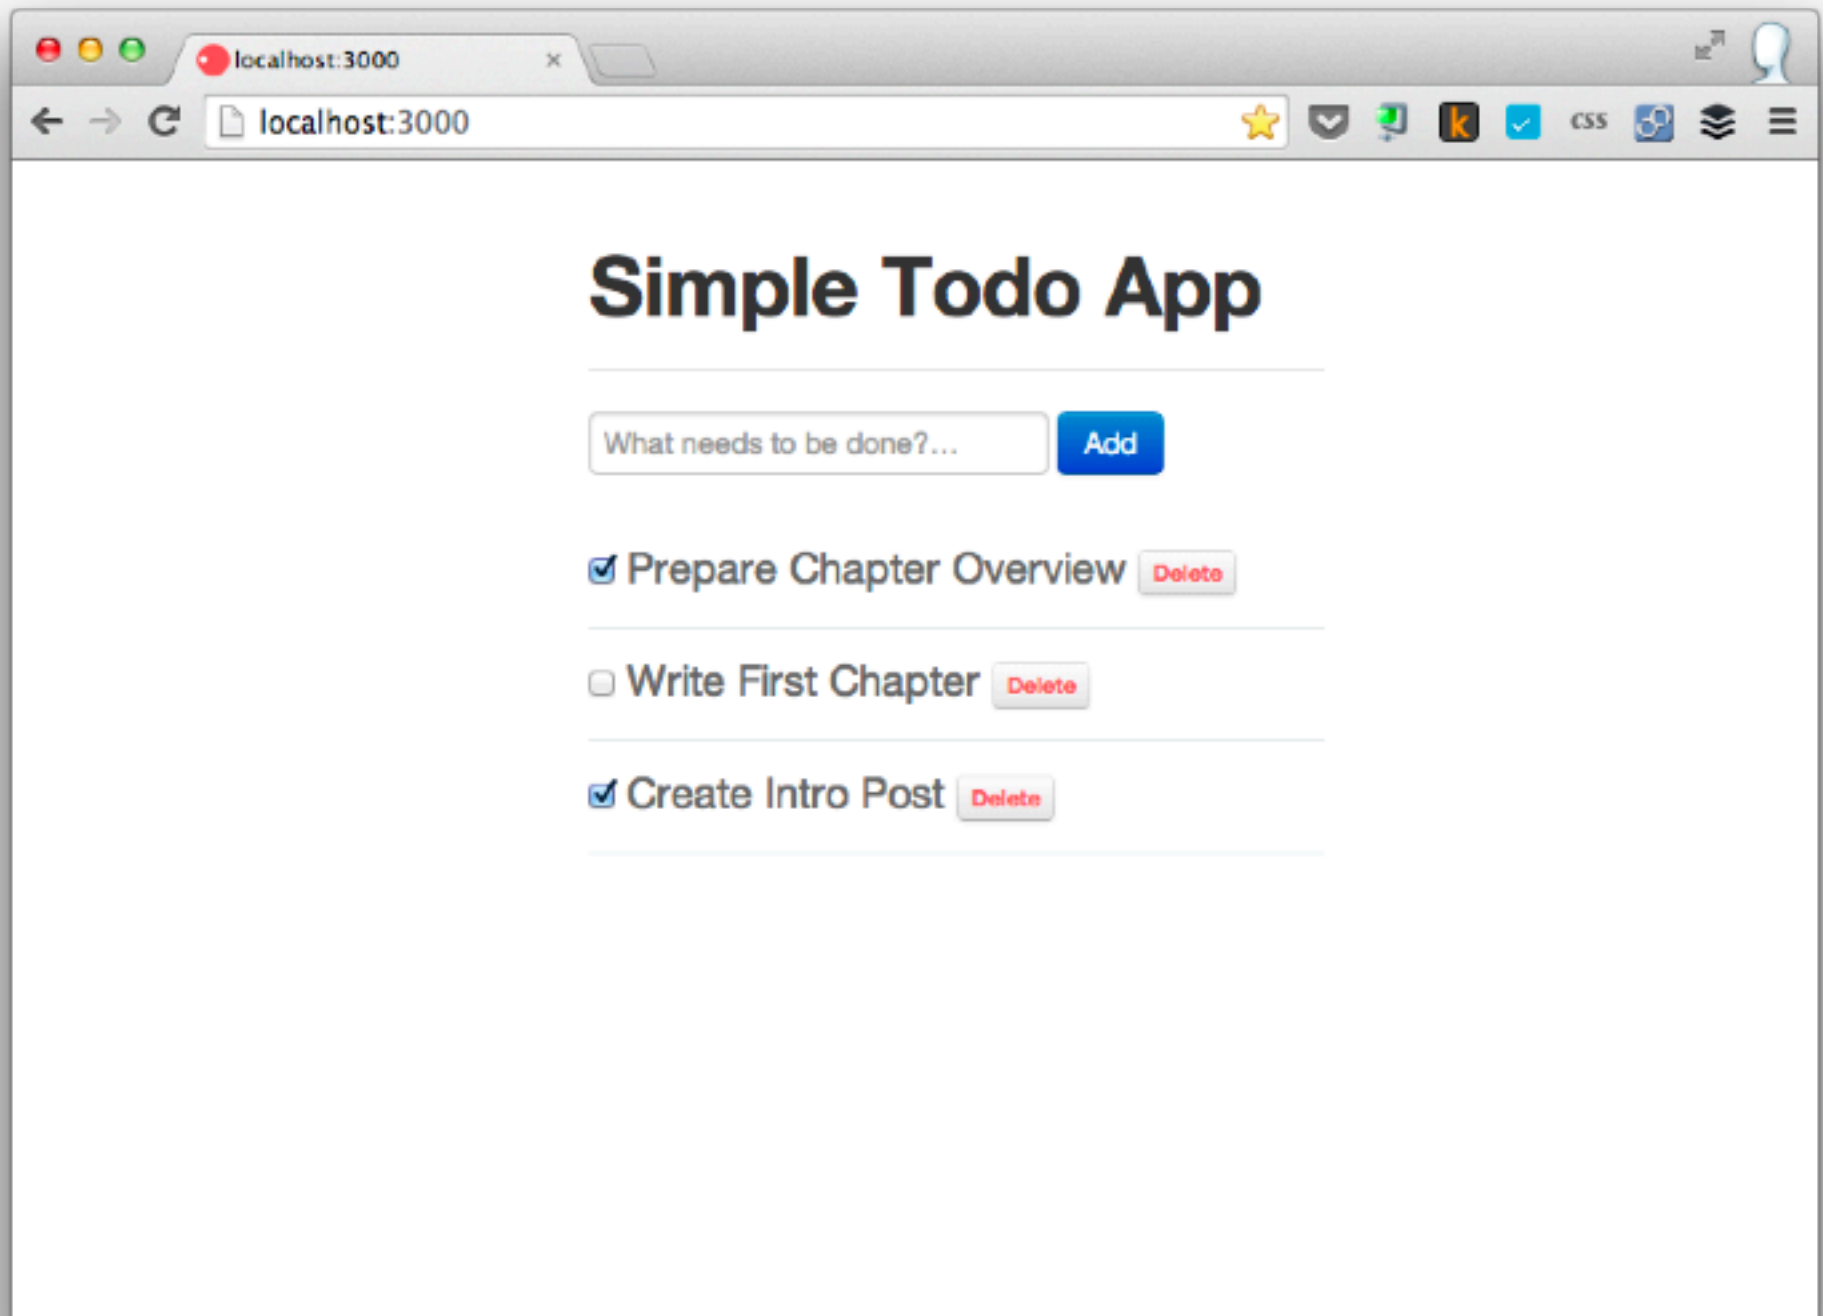 localhost:3000
localhost:3000
k
css
Simple Todo App
What needs to be done?... Add
Prepare Chapter Overview Delete
Write First Chapter Delete
Create Intro Post Delete